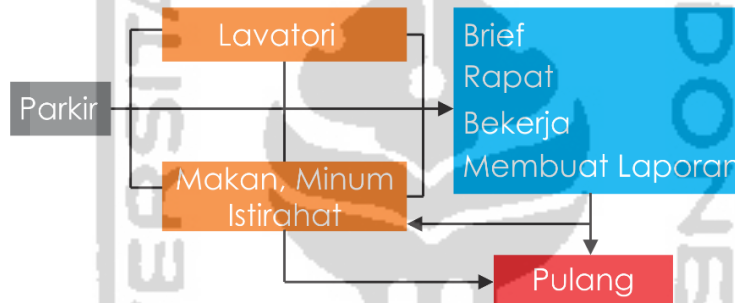 Lavatori
Parkir
Makan, Minum
Istirahat
Brief
Rapat
Bekerja
Membuat Laporan
Pulang